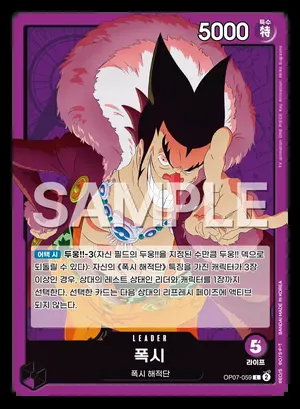 5000
특수
特
SAMPLE
어택 시 두웅!!-3(자신 필드의 두웅!!을 지정된 수만큼 두웅!! 덱으로
되돌릴 수 있다): 자신의 《폭시 해적단》 특징을 가진 캐릭터가 3장
이상인 경우, 상대의 레스트 상태인 리더와 캐릭터를 1장까지
선택한다. 선택한 카드는 다음 상대의 리프레시 페이즈에 액티브
되지 않는다.
LEADER
폭시
폭시 해적단
5
라이프
OP07-059 L 2
BANDAI MADE IN KOREA